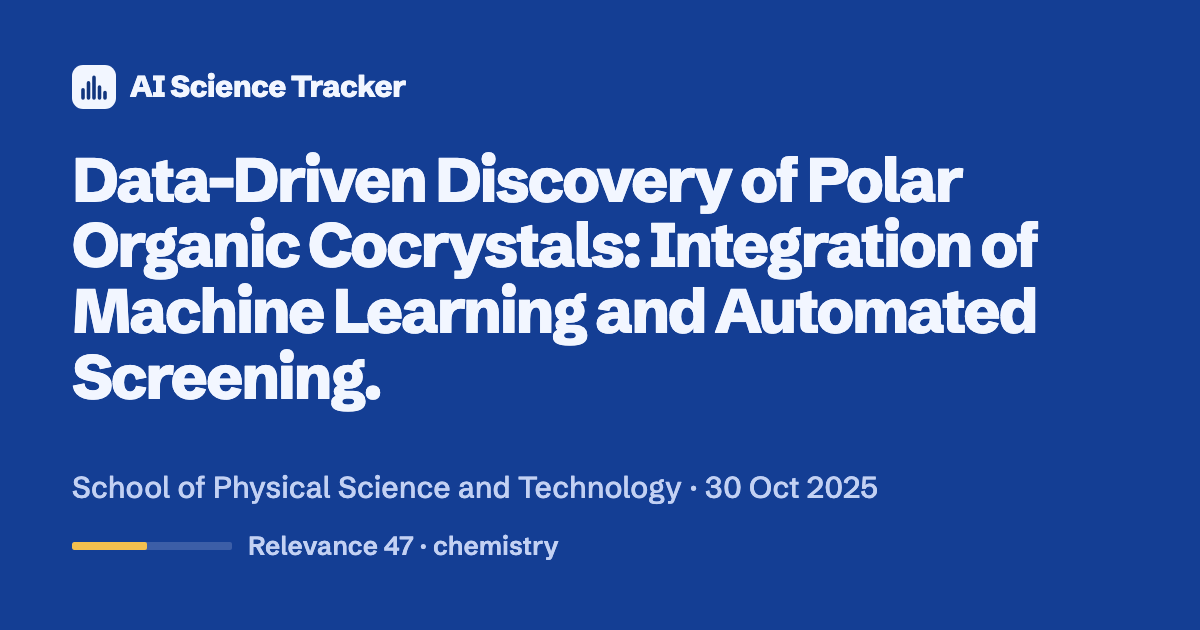 AI Science Tracker
Data-Driven Discovery of Polar
Organic Cocrystals: Integration of
Machine Learning and Automated
Screening.
School of Physical Science and Technology · 30 Oct 2025
Relevance 47 · chemistry